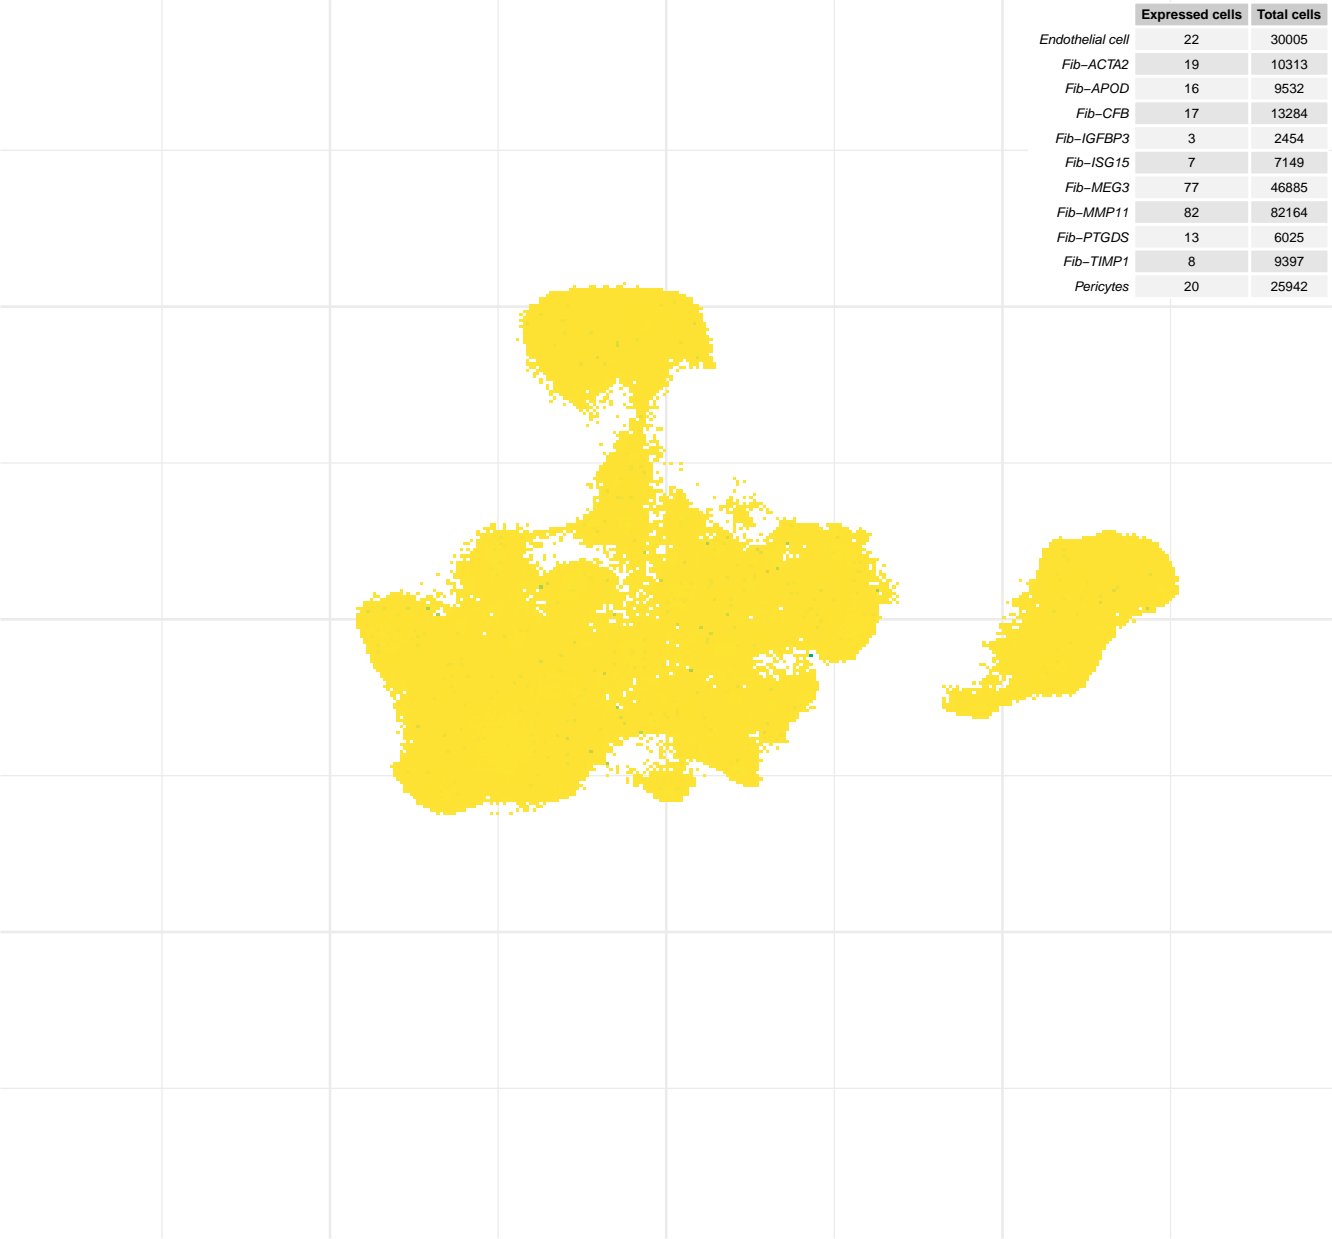 Expressed cells Total cells
Endothelial cell 22 30005
Fib−ACTA2 19 10313
Fib−APOD 16 9532
Fib−CFB 17 13284
Fib−IGFBP3 3 2454
Fib−ISG15 7 7149
Fib−MEG3 77 46885
Fib−MMP11 82 82164
Fib−PTGDS 13 6025
Fib−TIMP1 8 9397
Pericytes 20 25942